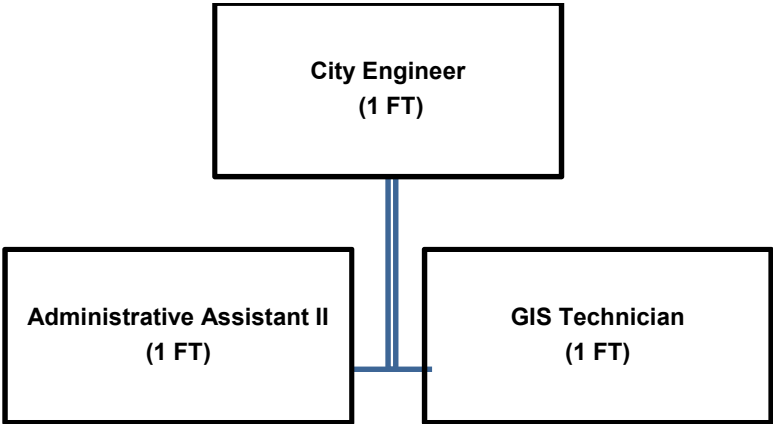 City Engineer
(1 FT)
Administrative Assistant II
(1 FT)
GIS Technician
(1 FT)